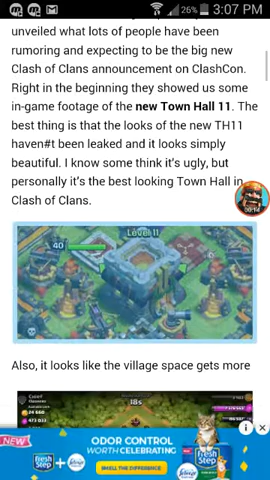 26% 3:07 PM
unveiled what lots of people have been
rumoring and expecting to be the big new
Clash of Clans announcement on ClashCon.
Right in the beginning they showed us some
in-game footage of the new Town Hall 11. The
best thing is that the looks of the new TH11
haven#t been leaked and it looks simply
beautiful. I know some think it's ugly, but
personally it's the best looking Town Hall in
Clash of Clans.
00:14
Level 11
40
Also, it looks like the village space gets more
18s
NEW
ODOR CONTROL
WORTH CELEBRATING
Fresh Step
+
Febreze
SMELL THE DIFFERENCE
Fresh Step